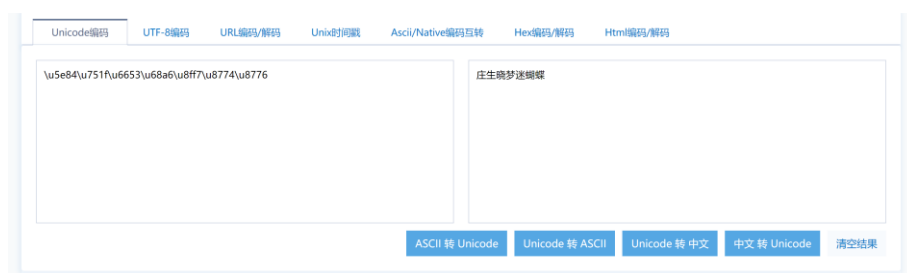 Unicode编码 UTF-8编码 URL编码/解码 Unix时间戳 Ascii/Native编码互转 Hex编码/解码 Html编码/解码
\u5e84\u751f\u6653\u68a6\u8ff7\u8774\u8776 庄生晓梦迷蝴蝶
ASCII 转 Unicode Unicode 转 ASCII Unicode 转 中文 中文 转 Unicode 清空结果